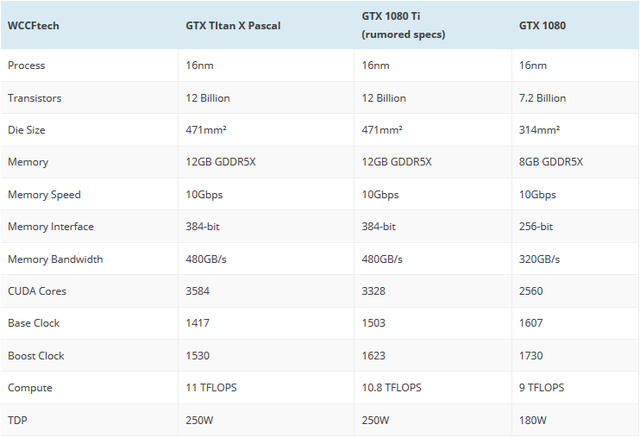 WCCFtech GTX TItan X Pascal GTX 1080 Ti (rumored specs) GTX 1080
Process 16nm 16nm 16nm
Transistors 12 Billion 12 Billion 7.2 Billion
Die Size 471mm² 471mm² 314mm²
Memory 12GB GDDR5X 12GB GDDR5X 8GB GDDR5X
Memory Speed 10Gbps 10Gbps 10Gbps
Memory Interface 384-bit 384-bit 256-bit
Memory Bandwidth 480GB/s 480GB/s 320GB/s
CUDA Cores 3584 3328 2560
Base Clock 1417 1503 1607
Boost Clock 1530 1623 1730
Compute 11 TFLOPS 10.8 TFLOPS 9 TFLOPS
TDP 250W 250W 180W